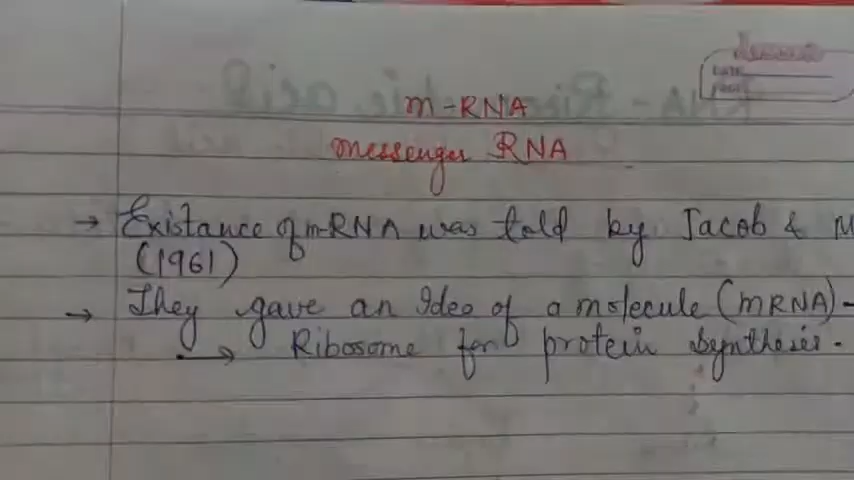 m-RNA
messenger RNA
→ Existance of m-RNA was told by Jacob & M
(1961)
→ They gave an Idea of a molecule (mRNA) -
→ Ribosome for protein synthesis.